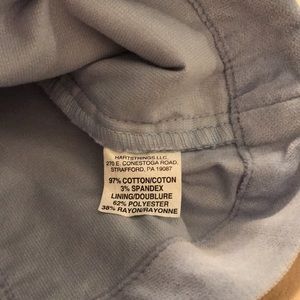 HARTSTRINGS LLC.
270 E. CONESTOGA ROAD,
STRAFFORD, PA 19087
97% COTTON/COTON
3% SPANDEX
LINING/DOUBLURE
62% POLYESTER
38% RAYON/RAYONNE